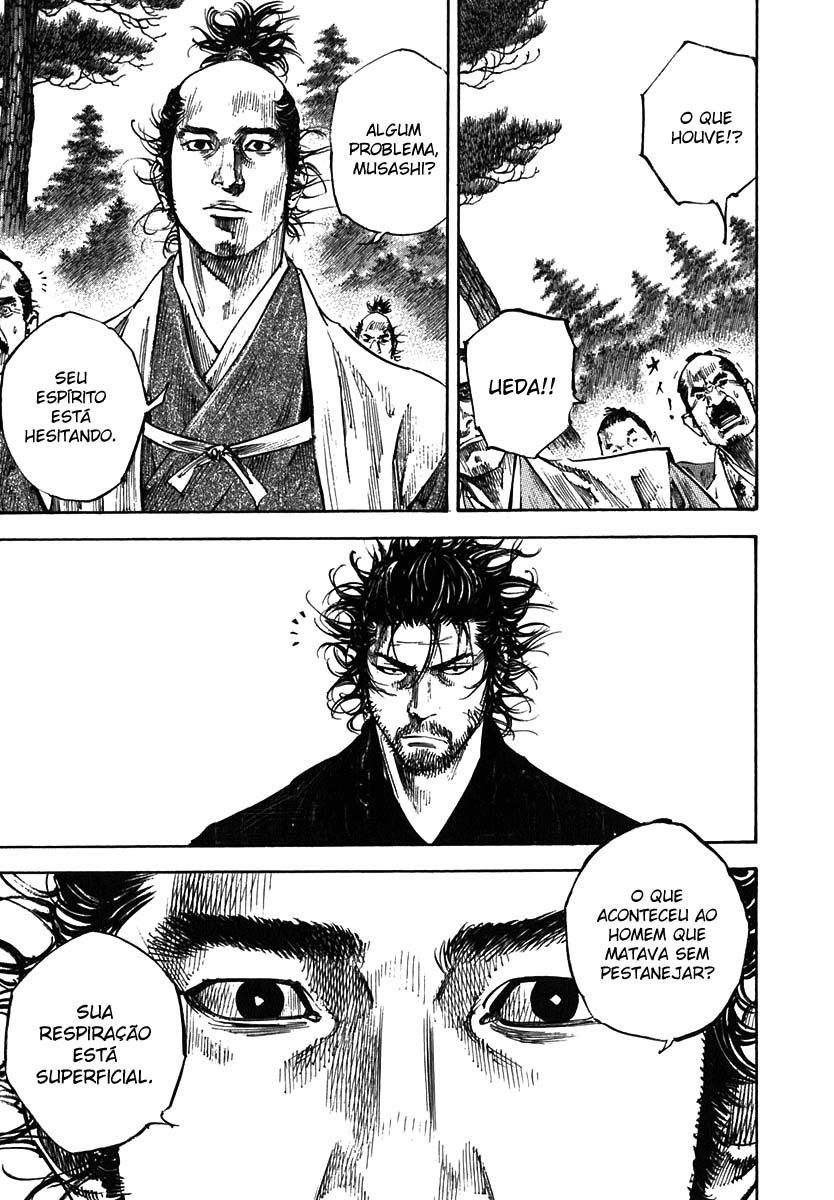 O QUE
HOUVE!?
UEDA!!
ALGUM
PROBLEMA,
MUSASHI?
SEU
ESPÍRITO
ESTÁ
HESITANDO.
O QUE
ACONTECEU AO
HOMEM QUE
MATAVA SEM
PESTANEJAR?
SUA
RESPIRAÇÃO
ESTÁ
SUPERFICIAL.